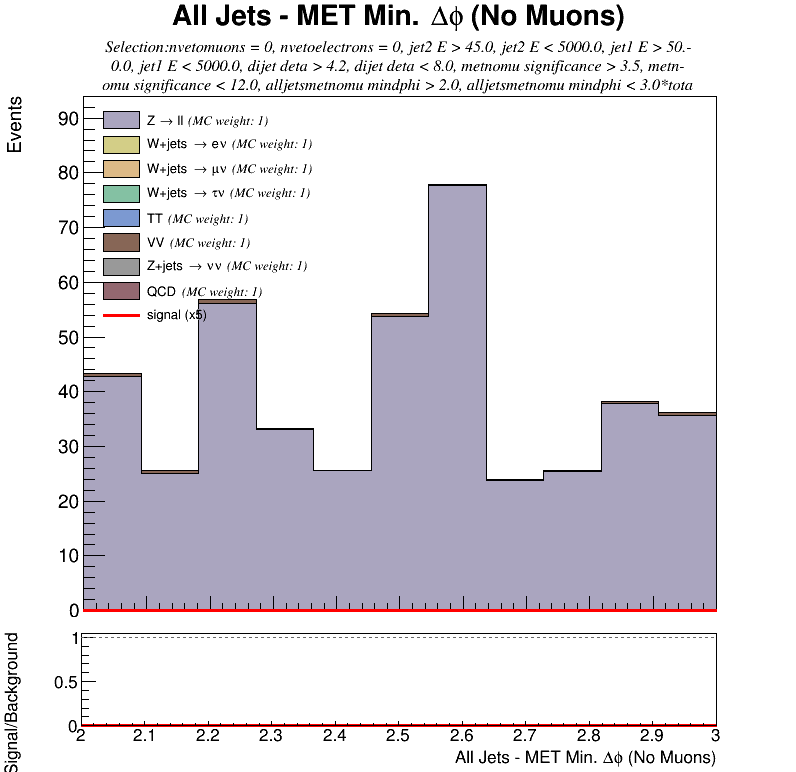 All Jets - MET Min. Δϕ (No Muons)
Selection:nvetomuons = 0, nvetoelectrons = 0, jet2 E > 45.0, jet2 E < 5000.0, jet1 E > 50.-
0.0, jet1 E < 5000.0, dijet deta > 4.2, dijet deta < 8.0, metnomu significance > 3.5, metn-
omu significance < 12.0, alljetsmetnomu mindphi > 2.0, alljetsmetnomu mindphi < 3.0*tota
Events
90
80
70
60
50
40
30
20
10
0
Z → ll (MC weight: 1)
W+jets → eν (MC weight: 1)
W+jets → μν (MC weight: 1)
W+jets → τν (MC weight: 1)
TT (MC weight: 1)
VV (MC weight: 1)
Z+jets → νν (MC weight: 1)
QCD (MC weight: 1)
signal (x5)
Signal/Background
1
0.5
0
2 2.1 2.2 2.3 2.4 2.5 2.6 2.7 2.8 2.9 3
All Jets - MET Min. Δϕ (No Muons)